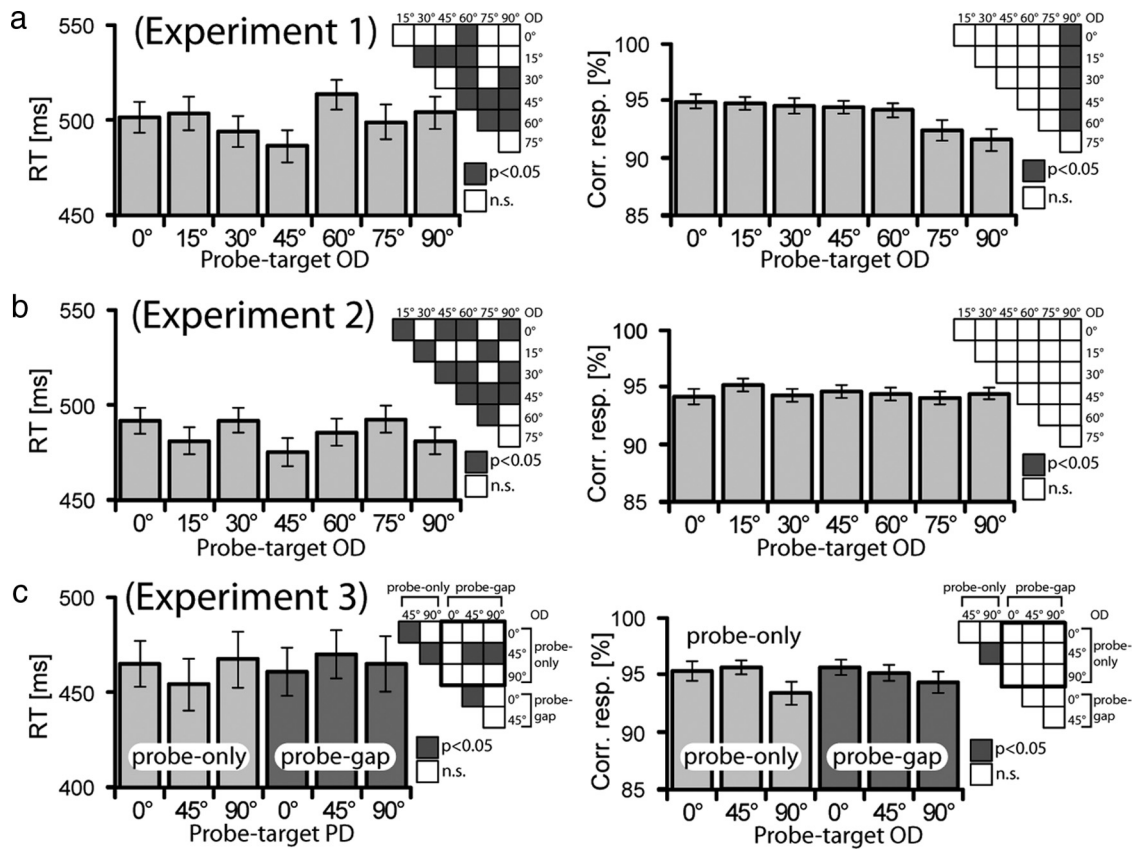 a
(Experiment 1)
RT [ms]
550
500
450
0° 15° 30° 45° 60° 75° 90°
Probe-target OD
15° 30° 45° 60° 75° 90° OD
0°
15°
30°
45°
60°
75°
p<0.05
n.s.
Corr. resp. [%]
100
95
90
85
0° 15° 30° 45° 60° 75° 90°
Probe-target OD
15° 30° 45° 60° 75° 90° OD
0°
15°
30°
45°
60°
75°
p<0.05
n.s.
b
(Experiment 2)
RT [ms]
550
500
450
0° 15° 30° 45° 60° 75° 90°
Probe-target OD
15° 30° 45° 60° 75° 90° OD
0°
15°
30°
45°
60°
75°
p<0.05
n.s.
Corr. resp. [%]
100
95
90
85
0° 15° 30° 45° 60° 75° 90°
Probe-target OD
15° 30° 45° 60° 75° 90° OD
0°
15°
30°
45°
60°
75°
p<0.05
n.s.
c
(Experiment 3)
RT [ms]
500
450
400
probe-only probe-gap
0° 45° 90° 0° 45° 90°
Probe-target PD
probe-only probe-gap
45° 90° 0° 45° 90° OD
0°
45°
90°
probe-
only
0°
45°
probe-
gap
p<0.05
n.s.
Corr. resp. [%]
100
95
90
85
probe-only
probe-only probe-gap
0° 45° 90° 0° 45° 90°
Probe-target OD
probe-only probe-gap
45° 90° 0° 45° 90° OD
0°
45°
90°
probe-
only
0°
45°
probe-
gap
p<0.05
n.s.